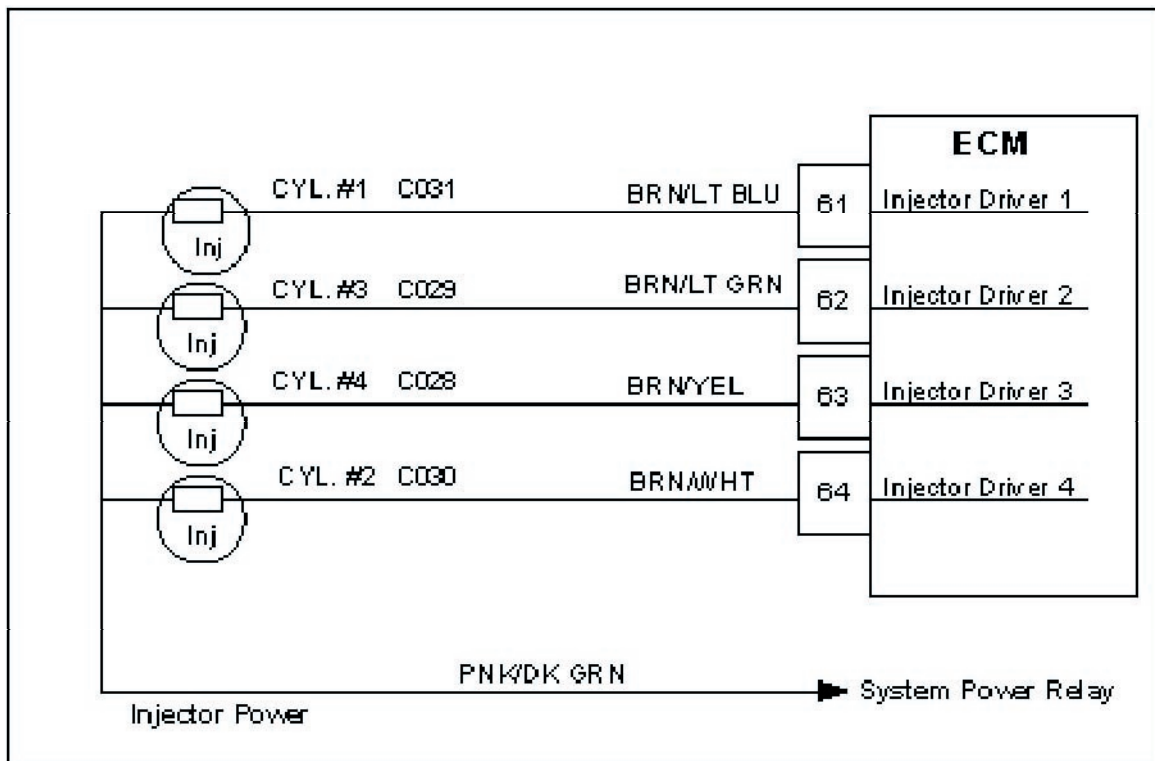 ECM
CYL. #1 C031 BRN/LT BLU 61 Injector Driver 1
Inj
CYL. #3 C029 BRN/LT GRN 62 Injector Driver 2
Inj
CYL. #4 C028 BRN/YEL 63 Injector Driver 3
Inj
CYL. #2 C030 BRN/WHT 64 Injector Driver 4
Inj
PNK/DK GRN
System Power Relay
Injector Power